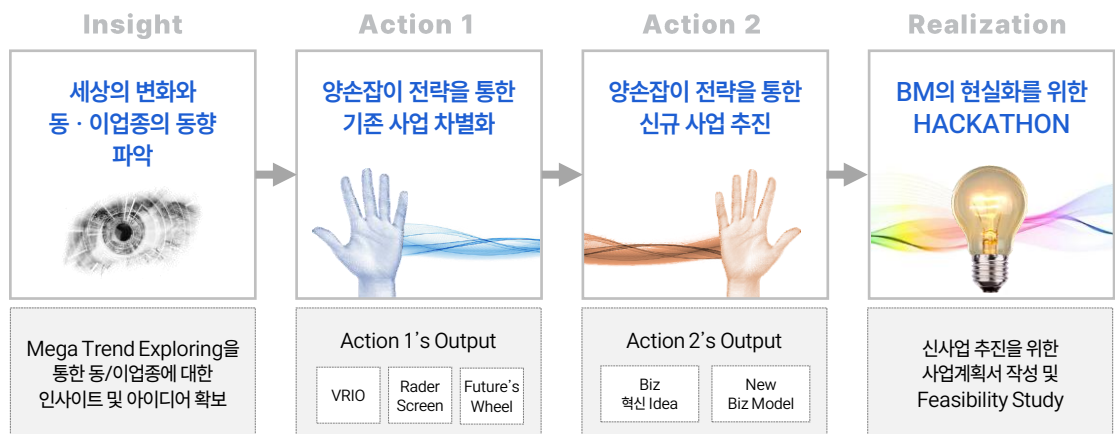 Insight
세상의 변화와
동 · 이업종의 동향
파악
Mega Trend Exploring을
통한 동/이업종에 대한
인사이트 및 아이디어 확보
Action 1
양손잡이 전략을 통한
기존 사업 차별화
Action 1's Output
VRIO
Rader
Screen
Future's
Wheel
Action 2
양손잡이 전략을 통한
신규 사업 추진
Action 2's Output
Biz
혁신 Idea
New
Biz Model
Realization
BM의 현실화를 위한
HACKATHON
신사업 추진을 위한
사업계획서 작성 및
Feasibility Study